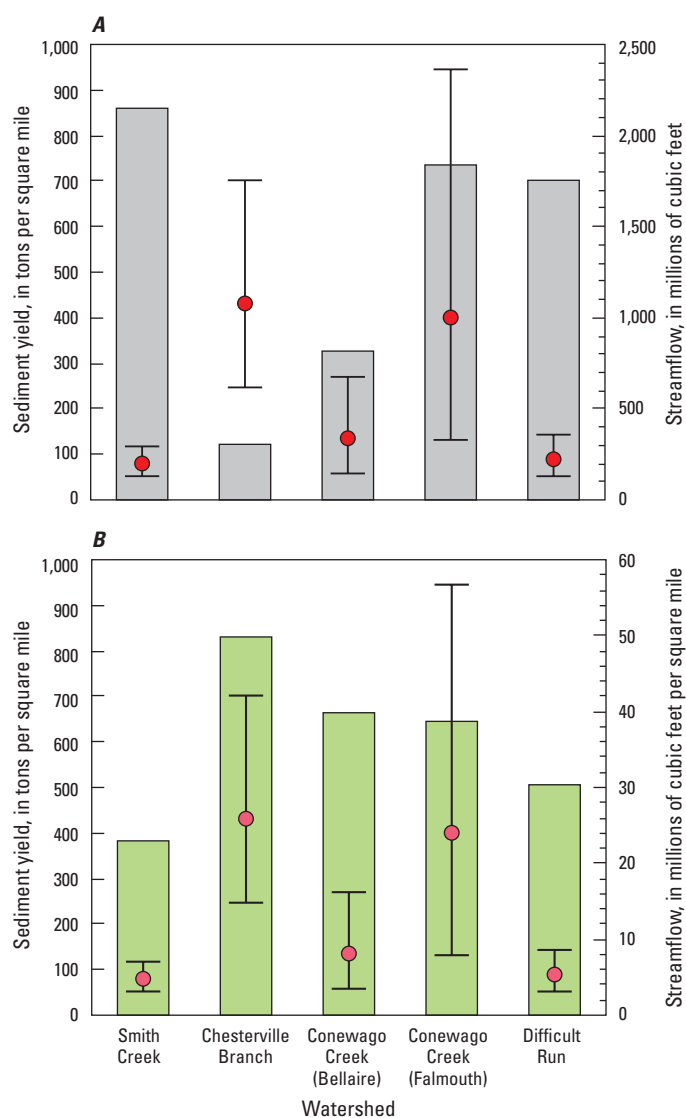 A
Sediment yield, in tons per square mile
1,000
900
800
700
600
500
400
300
200
100
0
2,500
2,000
1,500
1,000
500
0
Streamflow, in millions of cubic feet
B
Sediment yield, in tons per square mile
1,000
900
800
700
600
500
400
300
200
100
0
60
50
40
30
20
10
0
Streamflow, in millions of cubic feet per square mile
Smith
Creek
Chesterville
Branch
Conewago
Creek
(Bellaire)
Conewago
Creek
(Falmouth)
Difficult
Run
Watershed